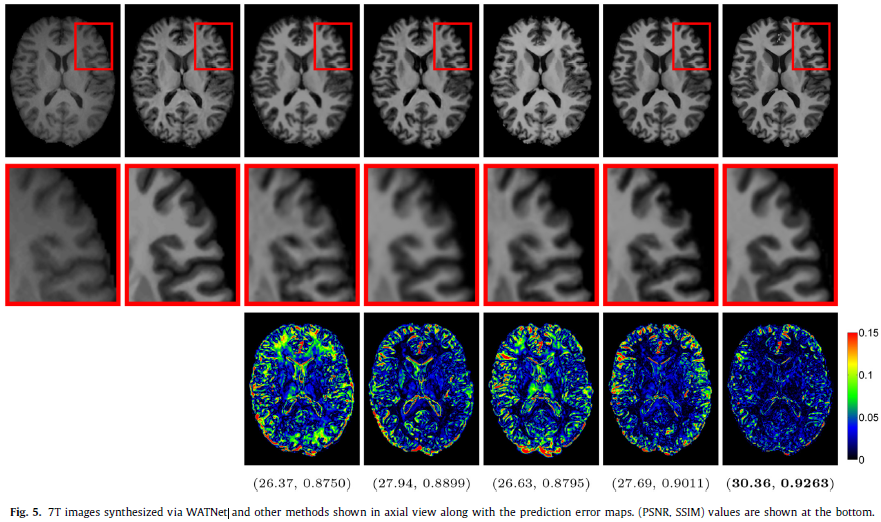 0.15
0.1
0.05
0
(26.37, 0.8750) (27.94, 0.8899) (26.63, 0.8795) (27.69, 0.9011) (30.36, 0.9263)
Fig. 5. 7T images synthesized via WATNet and other methods shown in axial view along with the prediction error maps. (PSNR, SSIM) values are shown at the bottom.